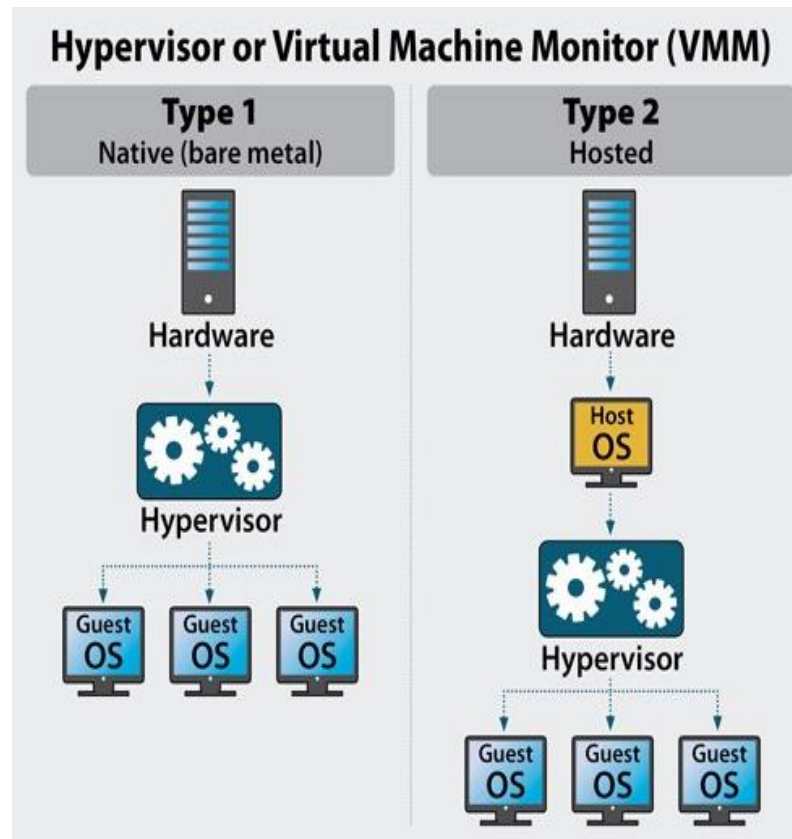 Hypervisor or Virtual Machine Monitor (VMM)
Type 1
Native (bare metal)
Hardware
Hypervisor
Guest
OS
Guest
OS
Guest
OS
Type 2
Hosted
Hardware
Host
OS
Hypervisor
Guest
OS
Guest
OS
Guest
OS